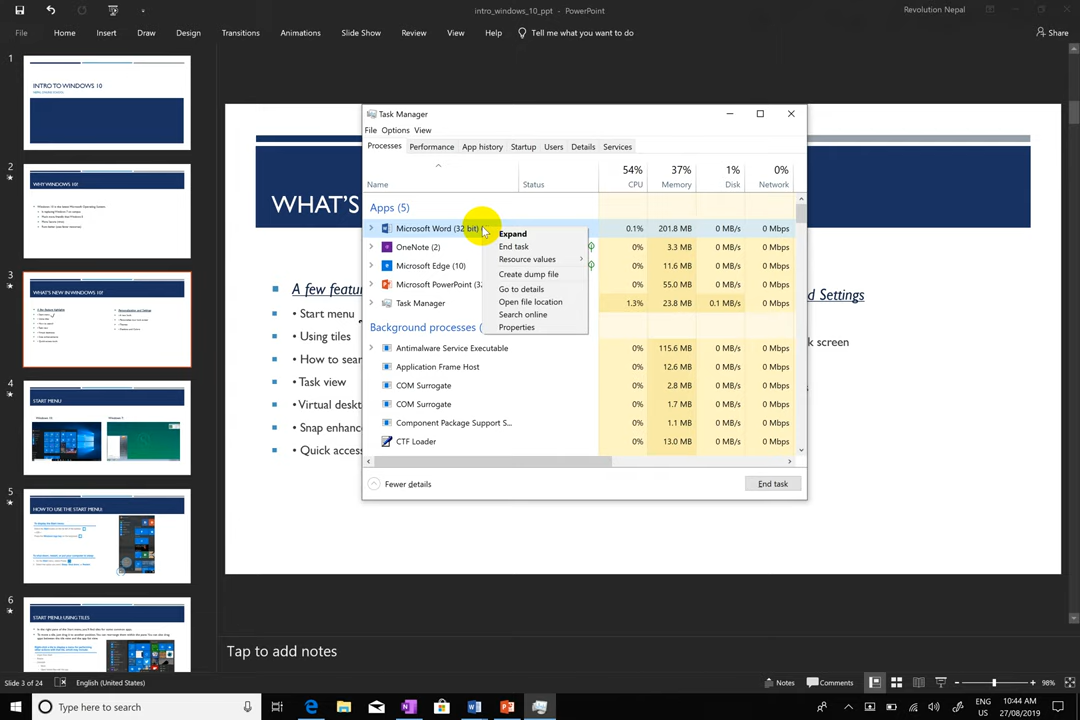 intro_windows_10_ppt - PowerPoint
Revolution Nepal
File Home Insert Draw Design Transitions Animations Slide Show Review View Help Tell me what you want to do Share
1
INTRO TO WINDOWS 10
2
WHY WINDOWS 10?
3
WHAT'S NEW IN WINDOWS 10?
4
START MENU
Windows 10 Windows 7
5
HOW TO USE THE START MENU:
6
START MENU: USING TILES
WHAT'S
A few featur
• Start menu
• Using tiles
• How to sear
• Task view
• Virtual deskt
• Snap enhanc
• Quick access
d Settings
k screen
Task Manager
File Options View
Processes Performance App history Startup Users Details Services
54% 37% 1% 0%
Name Status CPU Memory Disk Network
Apps (5)
Microsoft Word (32 bit) 0.1% 201.8 MB 0 MB/s 0 Mbps
OneNote (2) 0% 3.3 MB 0 MB/s 0 Mbps
Microsoft Edge (10) 0% 11.6 MB 0 MB/s 0 Mbps
Microsoft PowerPoint (32 0% 55.0 MB 0 MB/s 0 Mbps
Task Manager 1.3% 23.8 MB 0.1 MB/s 0 Mbps
Background processes (
Antimalware Service Executable 0% 115.6 MB 0 MB/s 0 Mbps
Application Frame Host 0% 12.6 MB 0 MB/s 0 Mbps
COM Surrogate 0% 2.8 MB 0 MB/s 0 Mbps
COM Surrogate 0% 1.7 MB 0 MB/s 0 Mbps
Component Package Support S... 0% 1.1 MB 0 MB/s 0 Mbps
CTF Loader 0% 13.0 MB 0 MB/s 0 Mbps
Expand
End task
Resource values
Create dump file
Go to details
Open file location
Search online
Properties
Fewer details
End task
Tap to add notes
Slide 3 of 24 English (United States) Notes Comments 98%
Type here to search
ENG
US
10:44 AM
27/08/2019